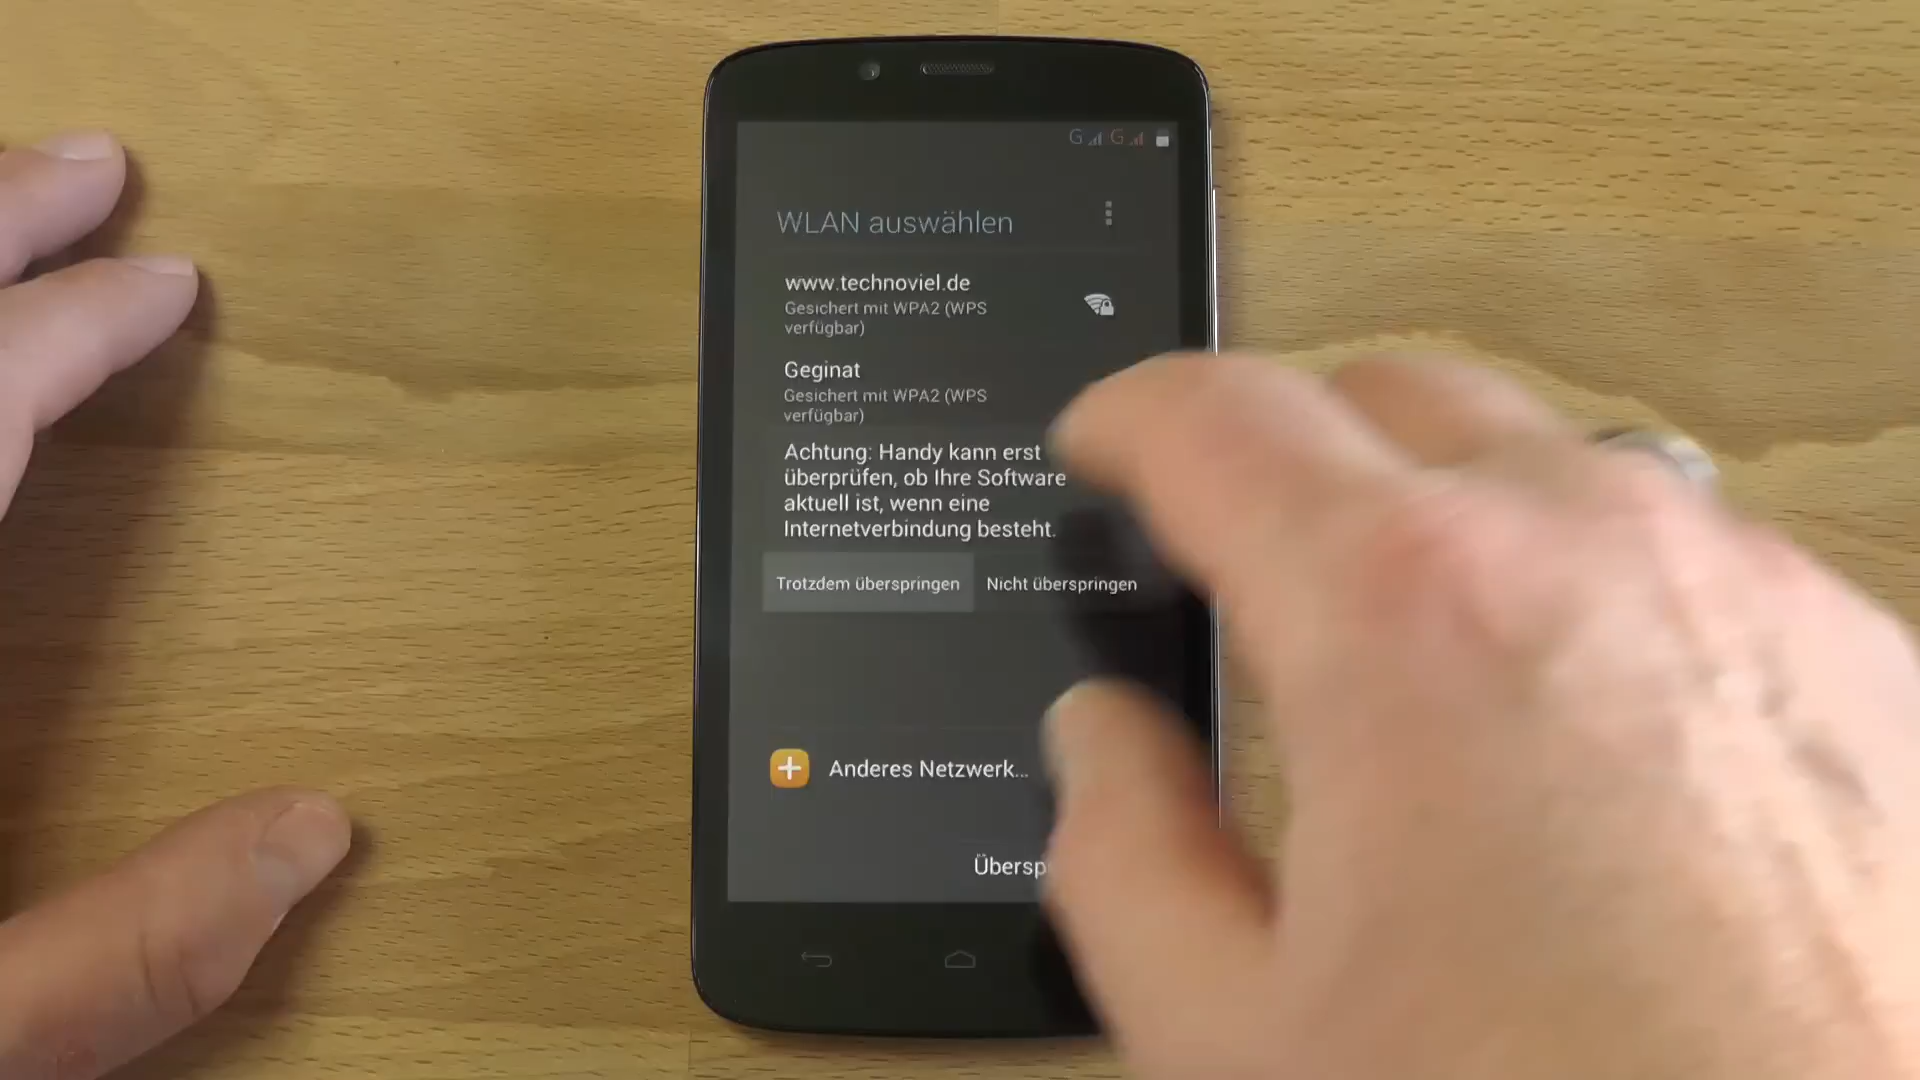 G G
WLAN auswählen
www.technoviel.de
Gesichert mit WPA2 (WPS
verfügbar)
Geginat
Gesichert mit WPA2 (WPS
verfügbar)
Achtung: Handy kann erst
überprüfen, ob Ihre Software
aktuell ist, wenn eine
Internetverbindung besteht.
Trotzdem überspringen Nicht überspringen
Anderes Netzwerk...